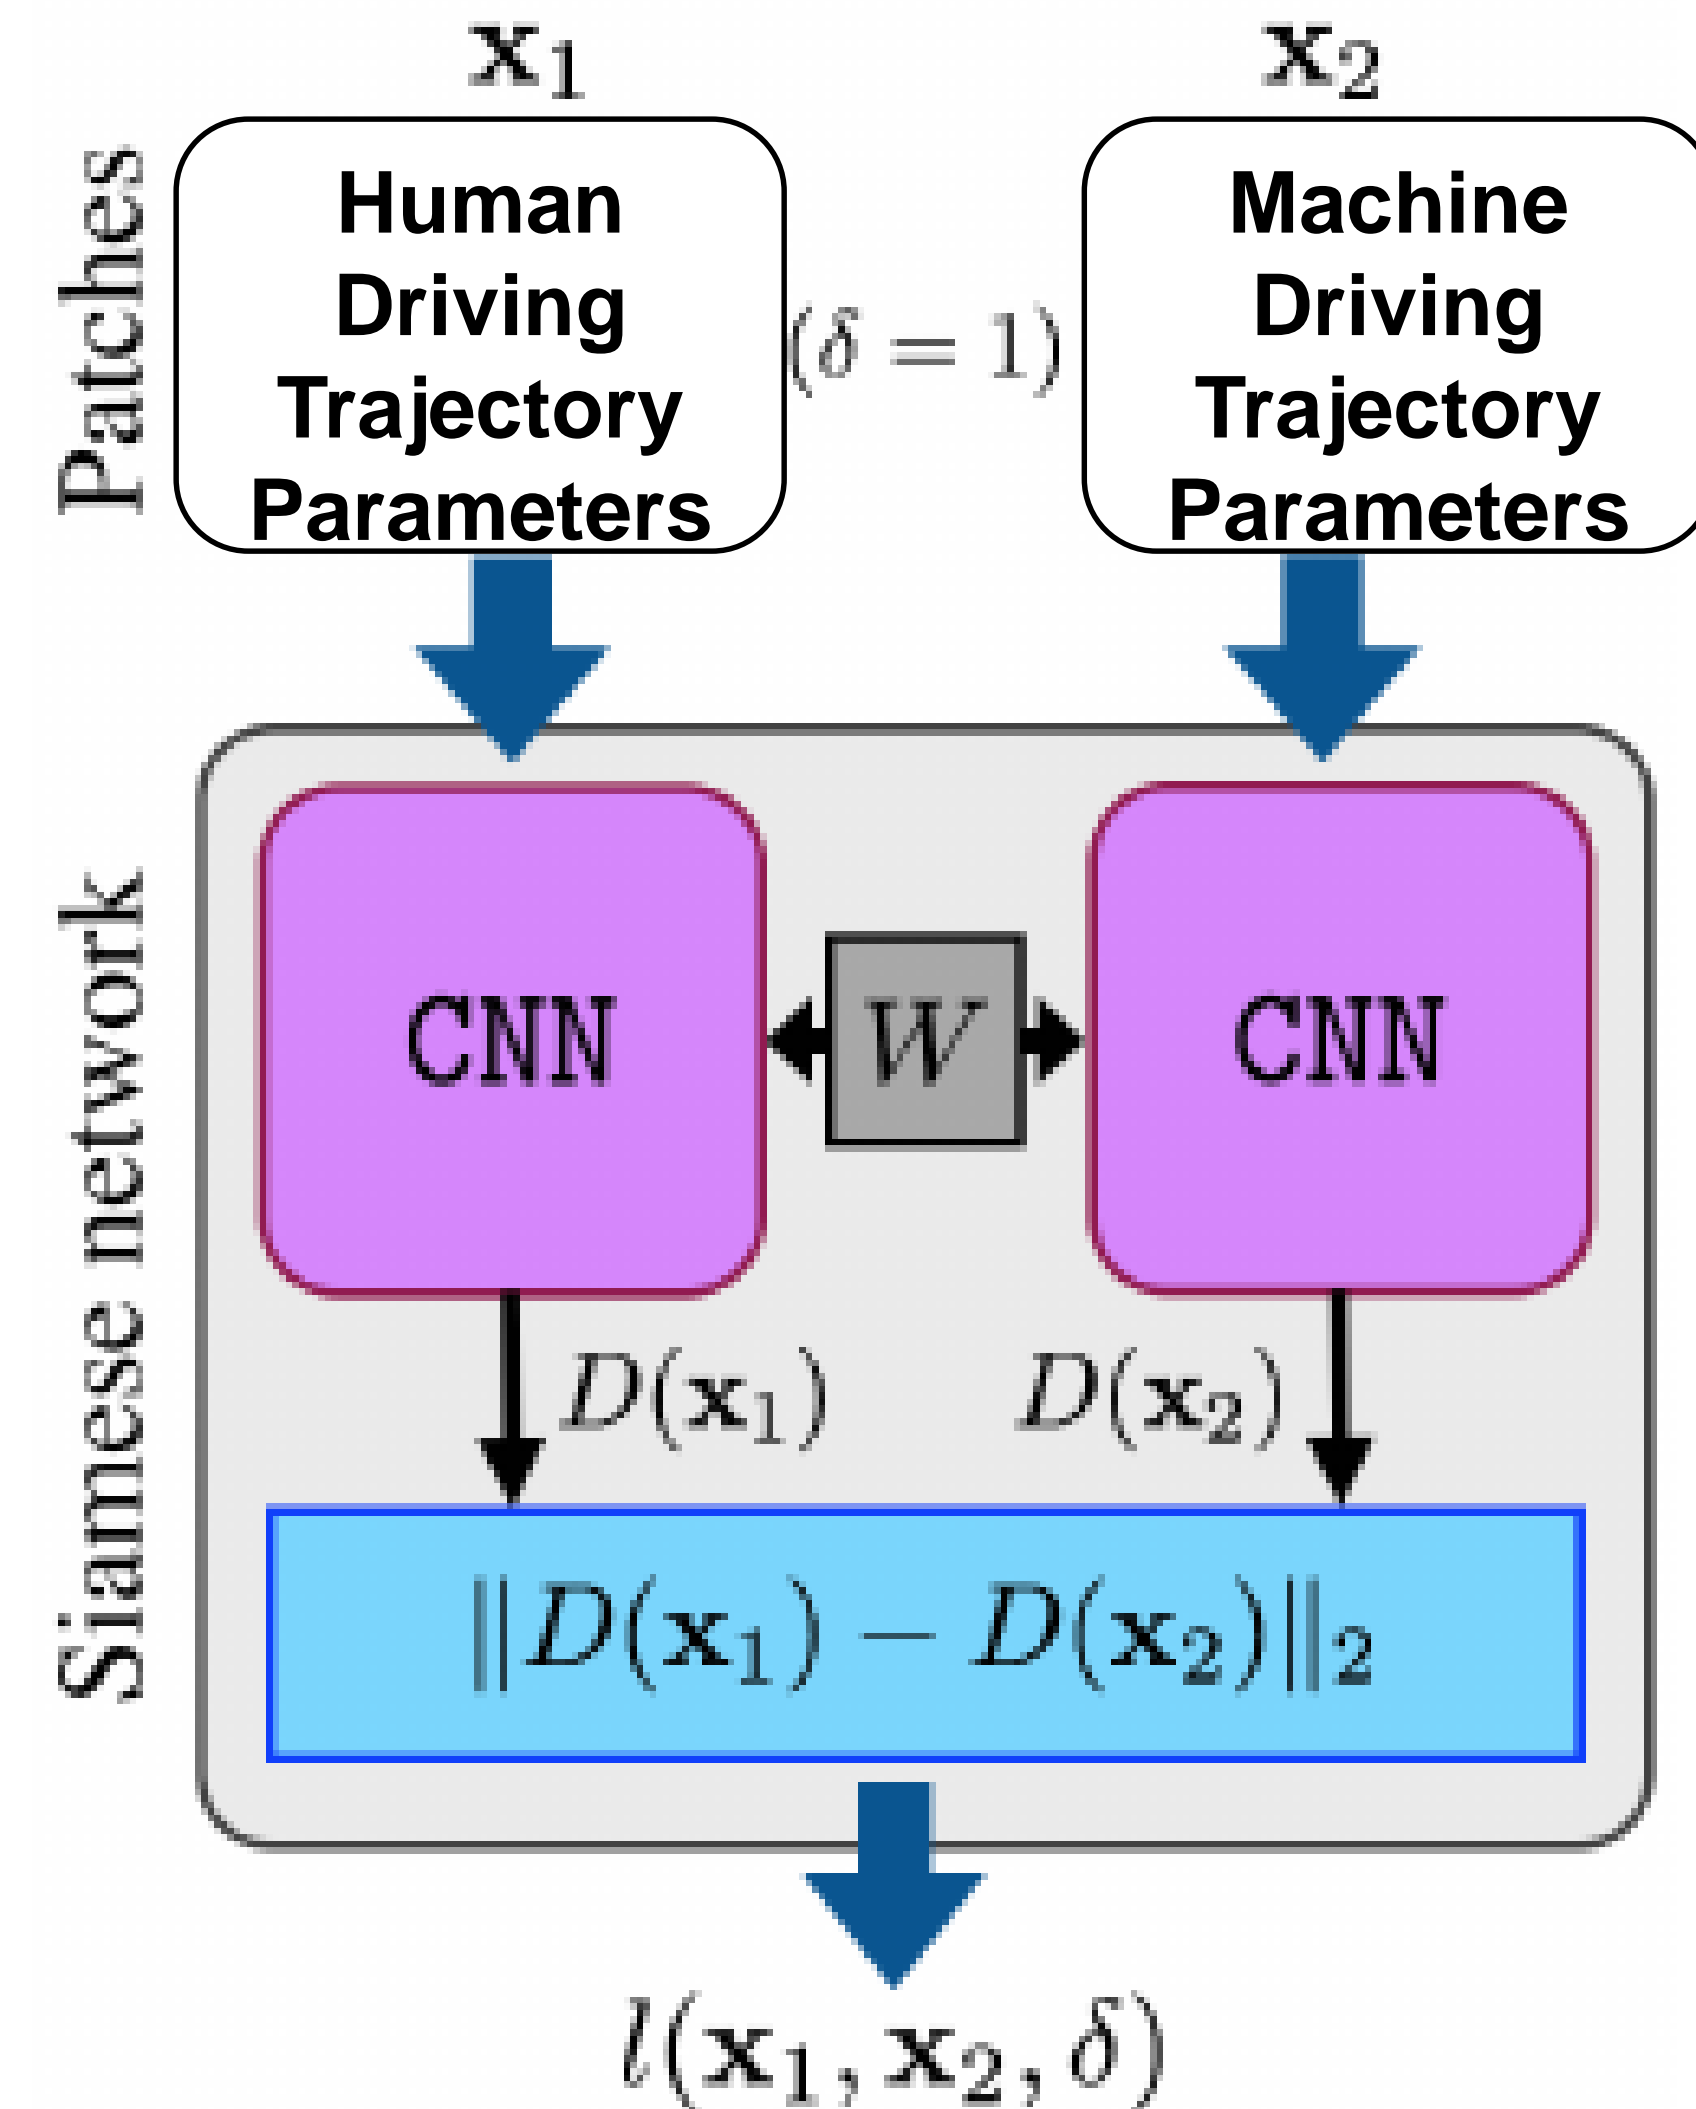 x₁
x₂
Patches
Human
Driving
Trajectory
Parameters
(δ = 1)
Machine
Driving
Trajectory
Parameters
Siamese network
CNN
W
CNN
D(x₁)
D(x₂)
‖D(x₁) − D(x₂)‖₂
l(x₁, x₂, δ)